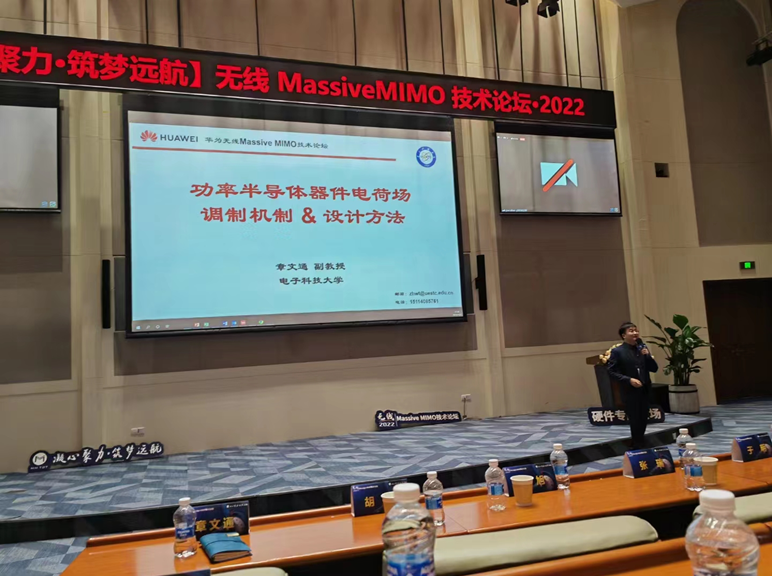 聚力·筑梦远航】无线 MassiveMIMO 技术论坛·2022
HUAWEI 华为无线Massive MIMO技术论坛
功率半导体器件电荷场
调制机制 & 设计方法
章文通 副教授
电子科技大学
无线
2022
Massive MIMO技术论坛
凝心聚力·筑梦远航
硬件专
场
章文通
胡
张
于